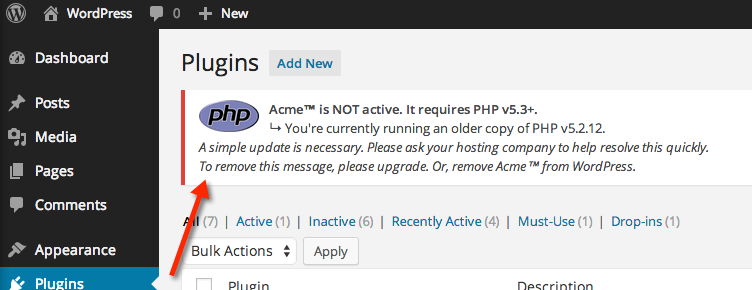 WordPress 0 + New
Dashboard
Posts
Media
Pages
Comments
Appearance
Plugins
Plugins Add New
php
Acme™ is NOT active. It requires PHP v5.3+.
↳ You're currently running an older copy of PHP v5.2.12.
A simple update is necessary. Please ask your hosting company to help resolve this quickly.
To remove this message, please upgrade. Or, remove Acme™ from WordPress.
All (7) | Active (1) | Inactive (6) | Recently Active (4) | Must-Use (1) | Drop-ins (1)
Bulk Actions Apply
Plugin Description